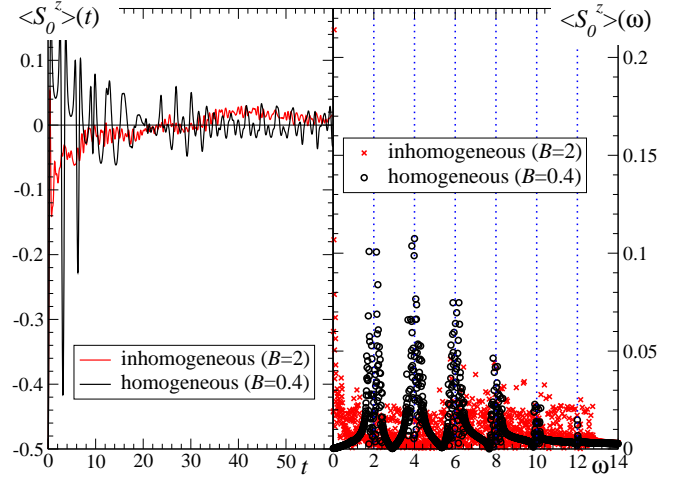 <S₀ᶻ>(t)
<S₀ᶻ>(ω)
0.1
0
-0.1
-0.2
-0.3
-0.4
-0.5
0.2
0.15
0.1
0.05
0
inhomogeneous (B=2)
homogeneous (B=0.4)
inhomogeneous (B=2)
homogeneous (B=0.4)
0 10 20 t 40 50
0 2 4 6 8 10 ω 12 14